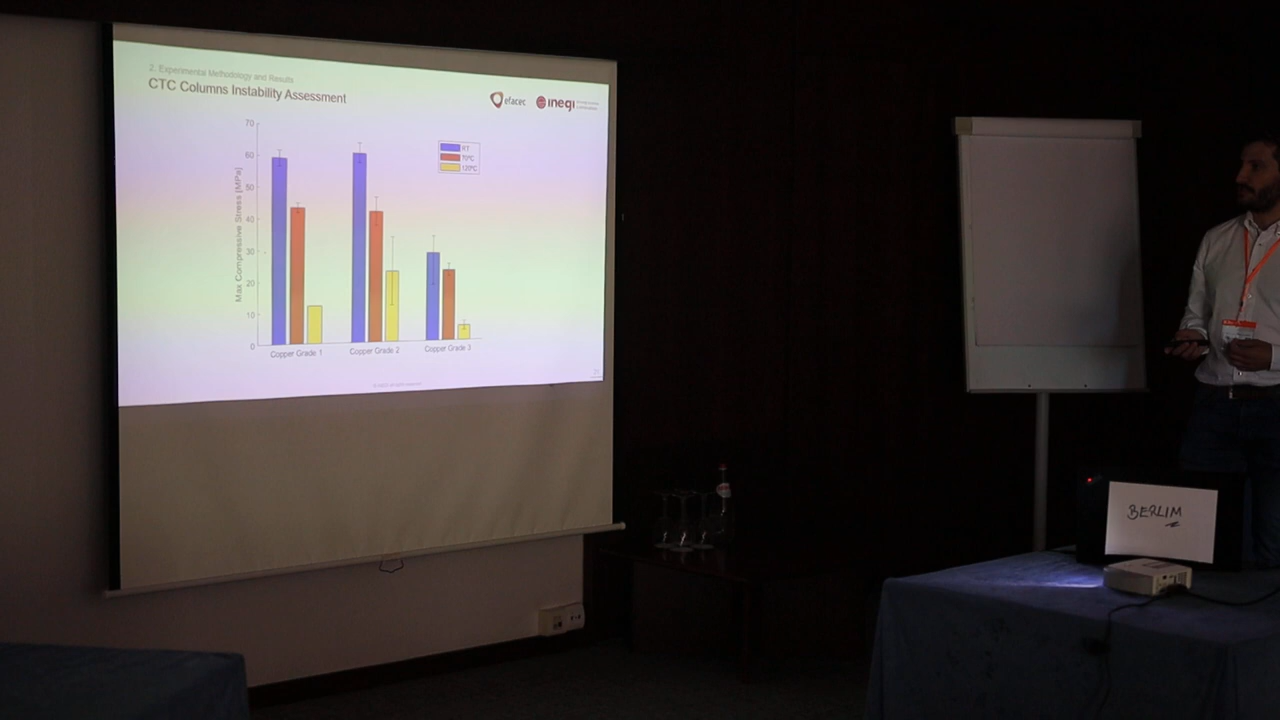 2. Experimental Methodology and Results
CTC Columns Instability Assessment
efacec
inegi
70
60
50
40
30
20
10
0
Max Compressive Stress [MPa]
RT
70ºC
120ºC
Copper Grade 1
Copper Grade 2
Copper Grade 3
BERLIM